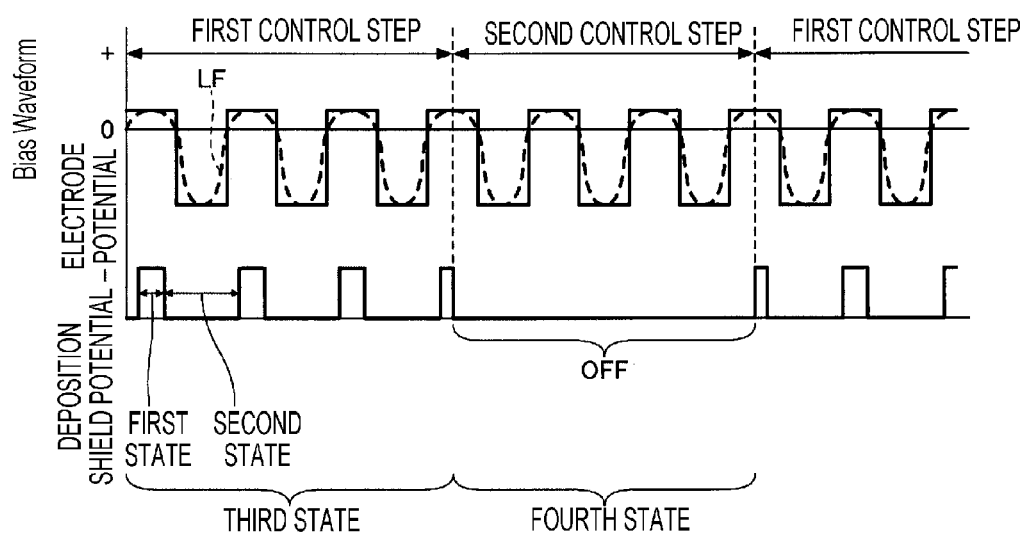 FIRST CONTROL STEP
SECOND CONTROL STEP
FIRST CONTROL STEP
Bias Waveform
+
LF
0
ELECTRODE
POTENTIAL
–
DEPOSITION
SHIELD POTENTIAL
OFF
FIRST
STATE
SECOND
STATE
THIRD STATE
FOURTH STATE